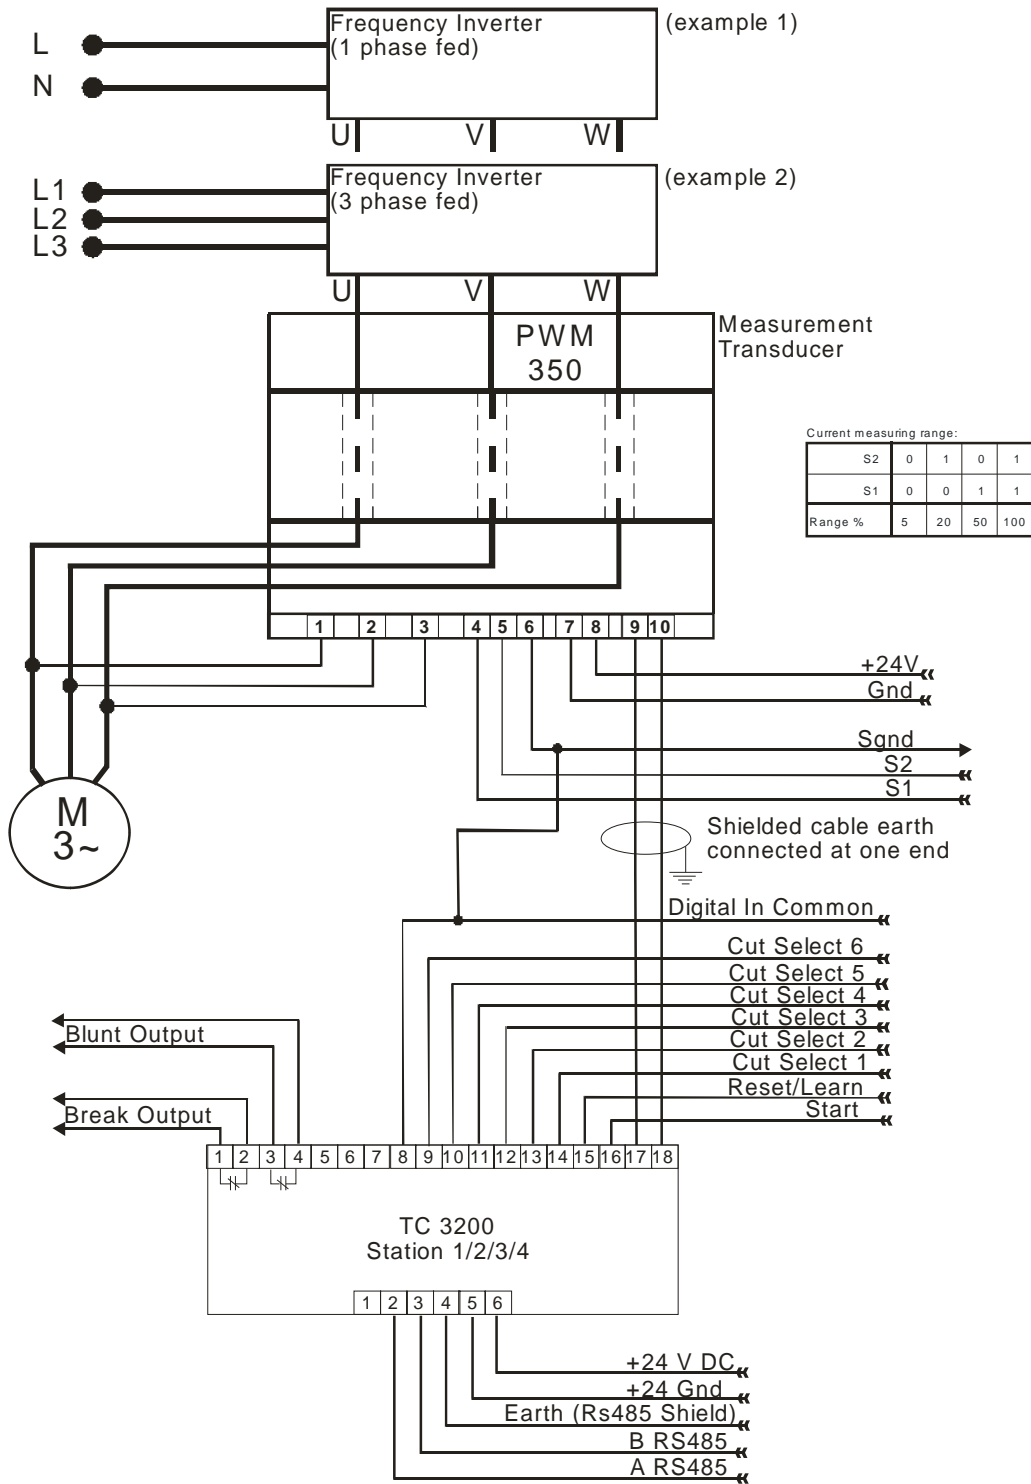 Frequency Inverter
(1 phase fed)
(example 1)
L
N
U V W
Frequency Inverter
(3 phase fed)
(example 2)
L1
L2
L3
U V W
PWM
350
Measurement
Transducer
Current measuring range:
S2 0 1 0 1
S1 0 0 1 1
Range % 5 20 50 100
1 2 3 4 5 6 7 8 9 10
+24V
Gnd
Sgnd
S2
S1
M
3~
Shielded cable earth
connected at one end
Digital In Common
Cut Select 6
Cut Select 5
Cut Select 4
Cut Select 3
Cut Select 2
Cut Select 1
Reset/Learn
Start
Blunt Output
Break Output
1 2 3 4 5 6 7 8 9 10 11 12 13 14 15 16 17 18
TC 3200
Station 1/2/3/4
1 2 3 4 5 6
+24 V DC
+24 Gnd
Earth (Rs485 Shield)
B RS485
A RS485